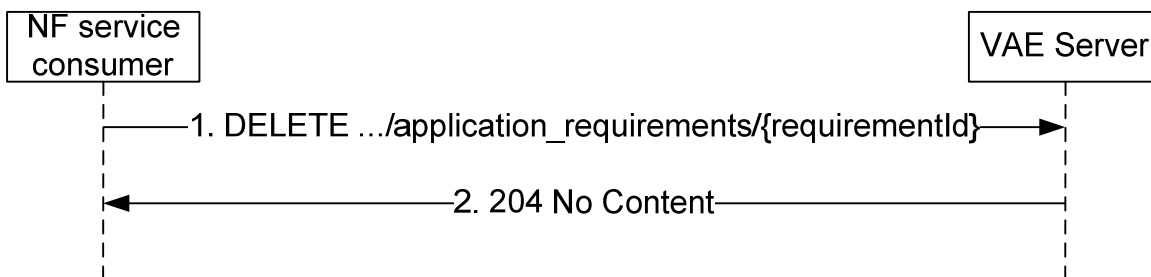 NF service
consumer
VAE Server
1. DELETE .../application_requirements/{requirementId}
2. 204 No Content